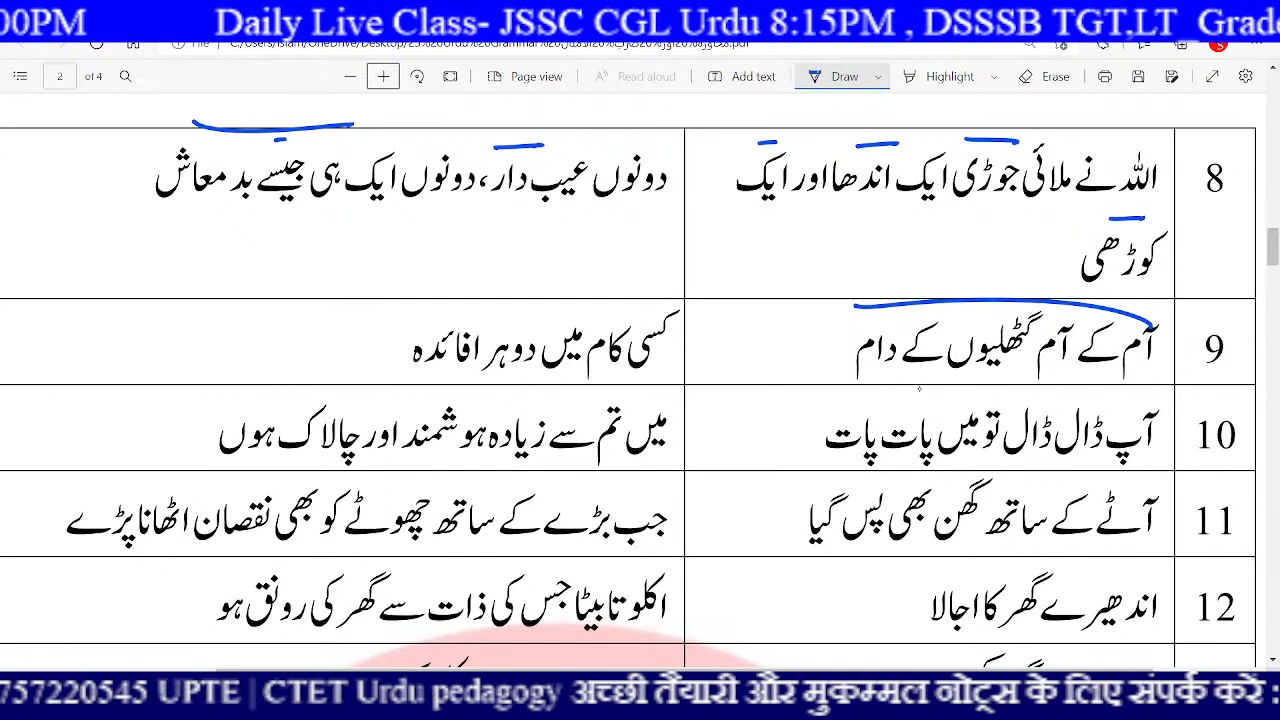 00PM Daily Live Class- JSSC CGL Urdu 8:15PM , DSSSB TGT,LT_Grad
2 of 4 Page view Read aloud Add text Draw Highlight Erase
8 اللہ نے ملائی جوڑی ایک اندھا اور ایک دونوں عیب دار، دونوں ایک ہی جیسے بدمعاش
کوڑھی
9 آم کے آم گٹھلیوں کے دام کسی کام میں دوہرا فائدہ
10 آپ ڈال ڈال تو میں پات پات میں تم سے زیادہ ہوشمند اور چالاک ہوں
11 آٹے کے ساتھ گھن بھی پس گیا جب بڑے کے ساتھ چھوٹے کو بھی نقصان اٹھانا پڑے
12 اندھیرے گھر کا اجالا اکلوتا بیٹا جس کی ذات سے گھر کی رونق ہو
757220545 UPTE | CTET Urdu pedagogy अच्छी तैयारी और मुकम्मल नोट्स के लिए संपर्क करें :